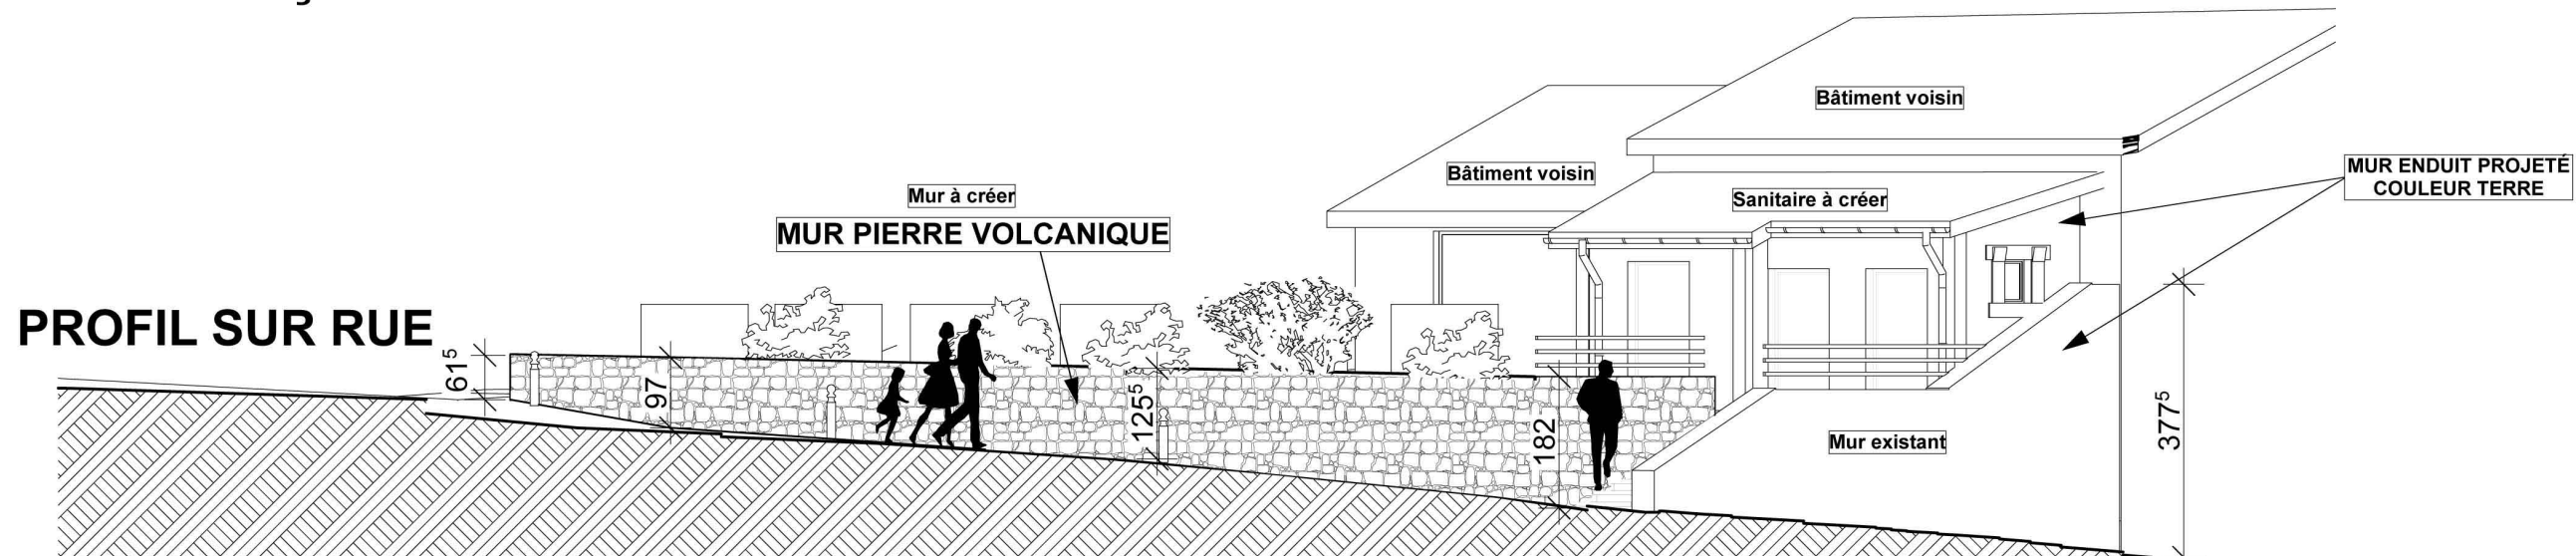 Bâtiment voisin
Bâtiment voisin
MUR ENDUIT PROJETÉ
COULEUR TERRE
Mur à créer
MUR PIERRE VOLCANIQUE
Sanitaire à créer
PROFIL SUR RUE
61⁵
97
125⁵
182
Mur existant
377⁵